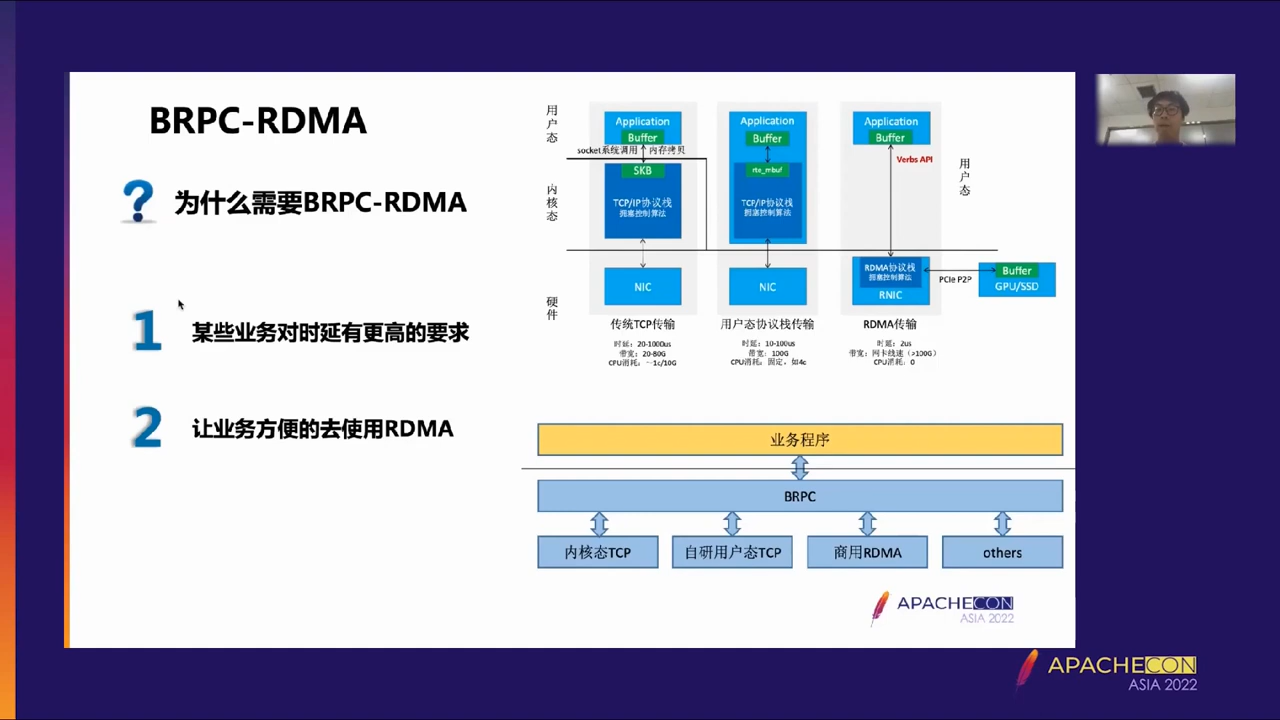 BRPC-RDMA
为什么需要BRPC-RDMA
1 某些业务对时延有更高的要求
2 让业务方便的去使用RDMA
用户态
内核态
硬件
Application
Buffer
socket系统调用 内存拷贝
SKB
TCP/IP协议栈
拥塞控制算法
NIC
传统TCP传输
时延：20-1000us
带宽：20-80G
CPU消耗：~1c/10G
Application
Buffer
rte_mbuf
TCP/IP协议栈
拥塞控制算法
NIC
用户态协议栈传输
时延：10-100us
带宽：100G
CPU消耗：固定，如4c
Application
Buffer
Verbs API
用户态
RDMA协议栈
拥塞控制算法
RNIC
PCIe P2P
Buffer
GPU/SSD
RDMA传输
时延：2us
带宽：网卡线速（>100G）
CPU消耗：0
业务程序
BRPC
内核态TCP
自研用户态TCP
商用RDMA
others
APACHECON
ASIA 2022
APACHECON
ASIA 2022